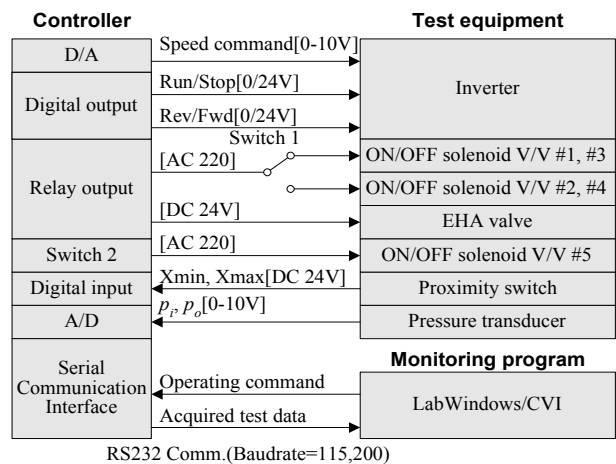 Controller
Test equipment
D/A
Speed command[0-10V]
Inverter
Digital output
Run/Stop[0/24V]
Rev/Fwd[0/24V]
Switch 1
Relay output
[AC 220]
ON/OFF solenoid V/V #1, #3
ON/OFF solenoid V/V #2, #4
[DC 24V]
EHA valve
Switch 2
[AC 220]
ON/OFF solenoid V/V #5
Digital input
Xmin, Xmax[DC 24V]
Proximity switch
A/D
pi, po[0-10V]
Pressure transducer
Monitoring program
Serial
Communication
Interface
Operating command
LabWindows/CVI
Acquired test data
RS232 Comm.(Baudrate=115,200)